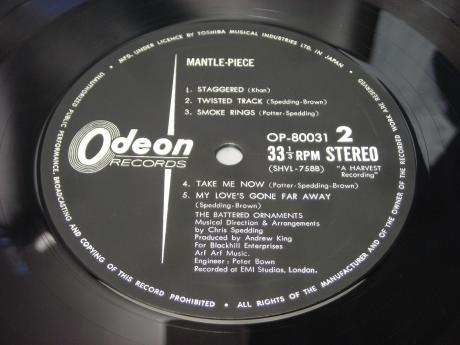 MFD. UNDER LICENCE BY TOSHIBA MUSICAL INDUSTRIES LTD. IN JAPAN •
ALL RIGHTS OF THE MANUFACTURER AND OF THE OWNER OF THE RECORDED WORK ARE RESERVED
UNAUTHORIZED PUBLIC PERFORMANCE, BROADCASTING AND COPYING OF THIS RECORD PROHIBITED •
MANTLE-PIECE
1. STAGGERED (Khan)
2. TWISTED TRACK (Spedding-Brown)
3. SMOKE RINGS (Potter-Spedding)
Odeon
RECORDS
OP-80031 2
33 1/3 RPM STEREO
(SHVL-758B) "A HARVEST
Recording"
4. TAKE ME NOW (Potter-Spedding-Brown)
5. MY LOVE'S GONE FAR AWAY
(Spedding-Brown)
THE BATTERED ORNAMENTS
Musical Direction & Arrangements
by Chris Spedding
Produced by Andrew King
For Blackhill Enterprises
Arf Arf Music.
Engineer: Peter Bown
Recorded at EMI Studios, London.